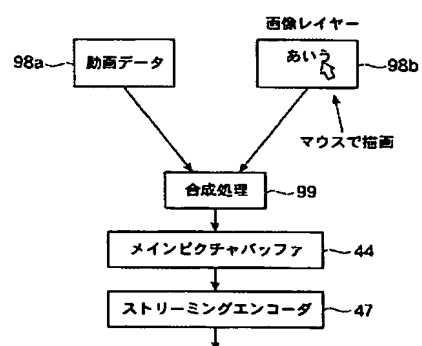 画像レイヤー
98a
動画データ
あいう
98b
マウスで描画
合成処理
99
メインピクチャバッファ
44
ストリーミングエンコーダ
47